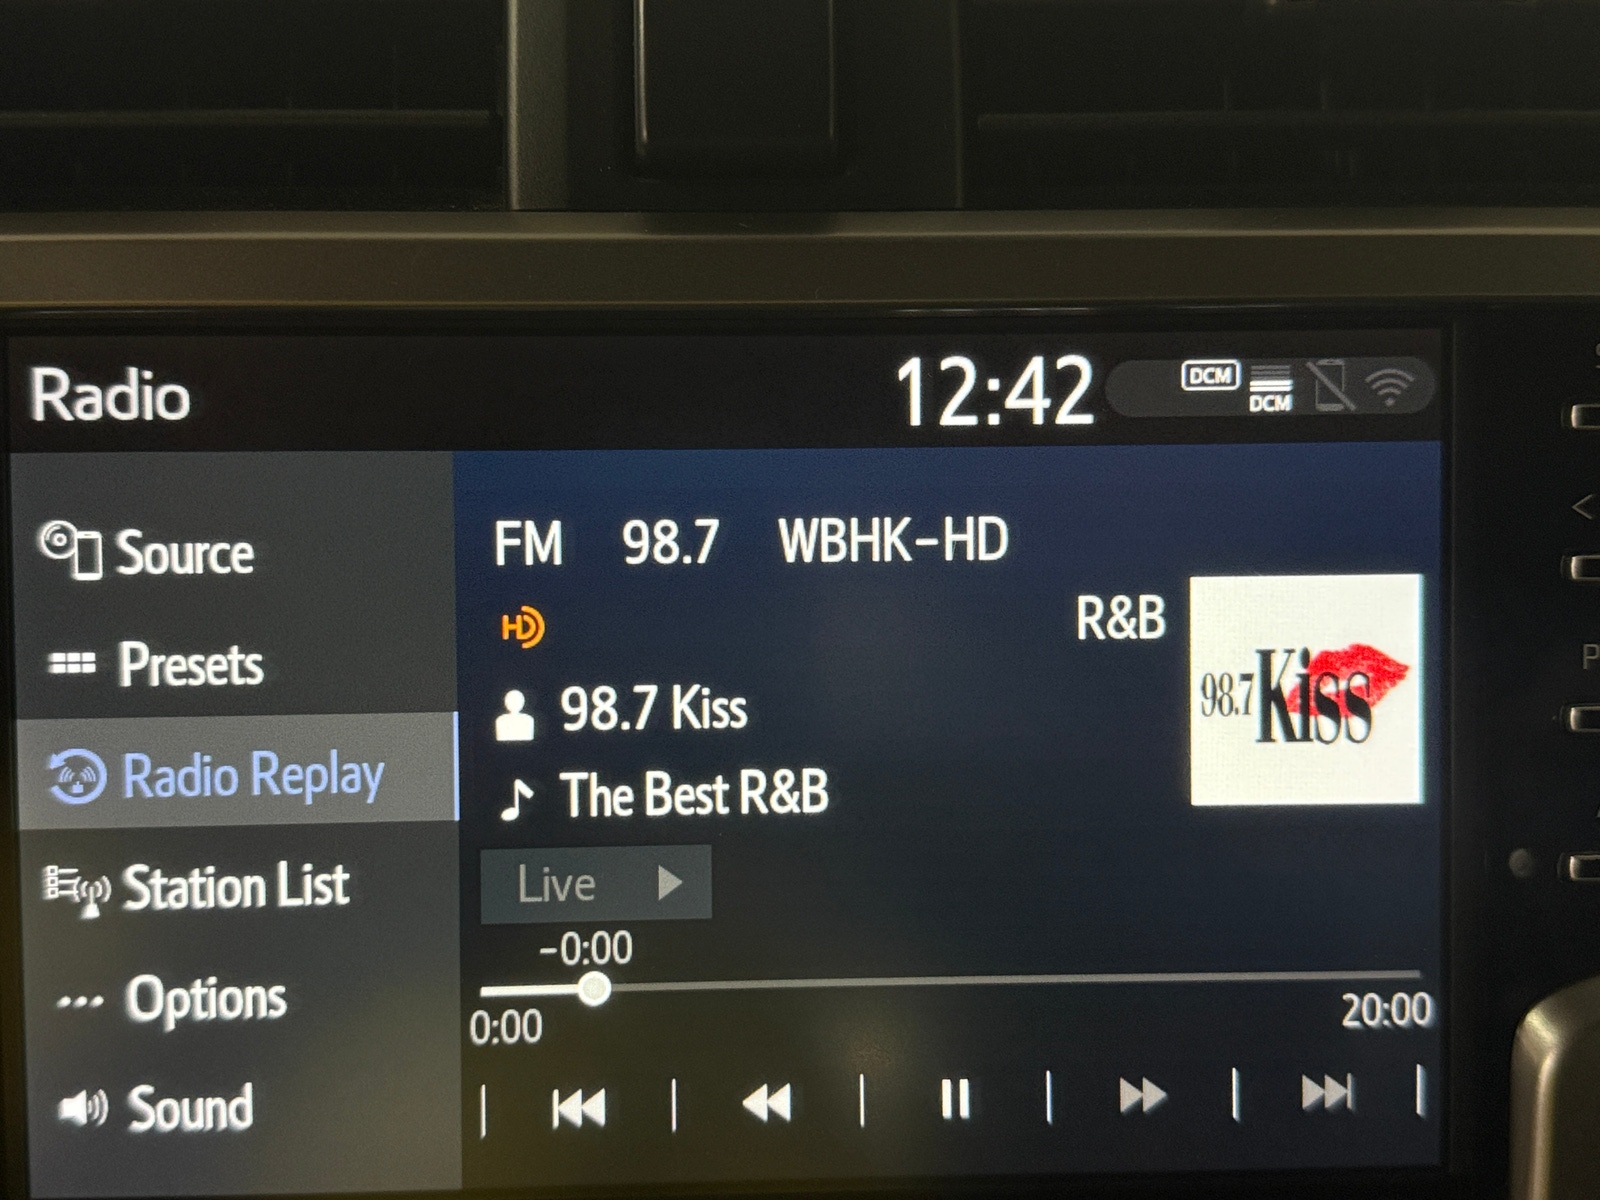 Radio
12:42
DCM
DCM
Source
Presets
Radio Replay
Station List
Options
Sound
FM 98.7 WBHK-HD
HD
R&B
98.7 Kiss
98.7 Kiss
The Best R&B
Live
-0:00
0:00
20:00